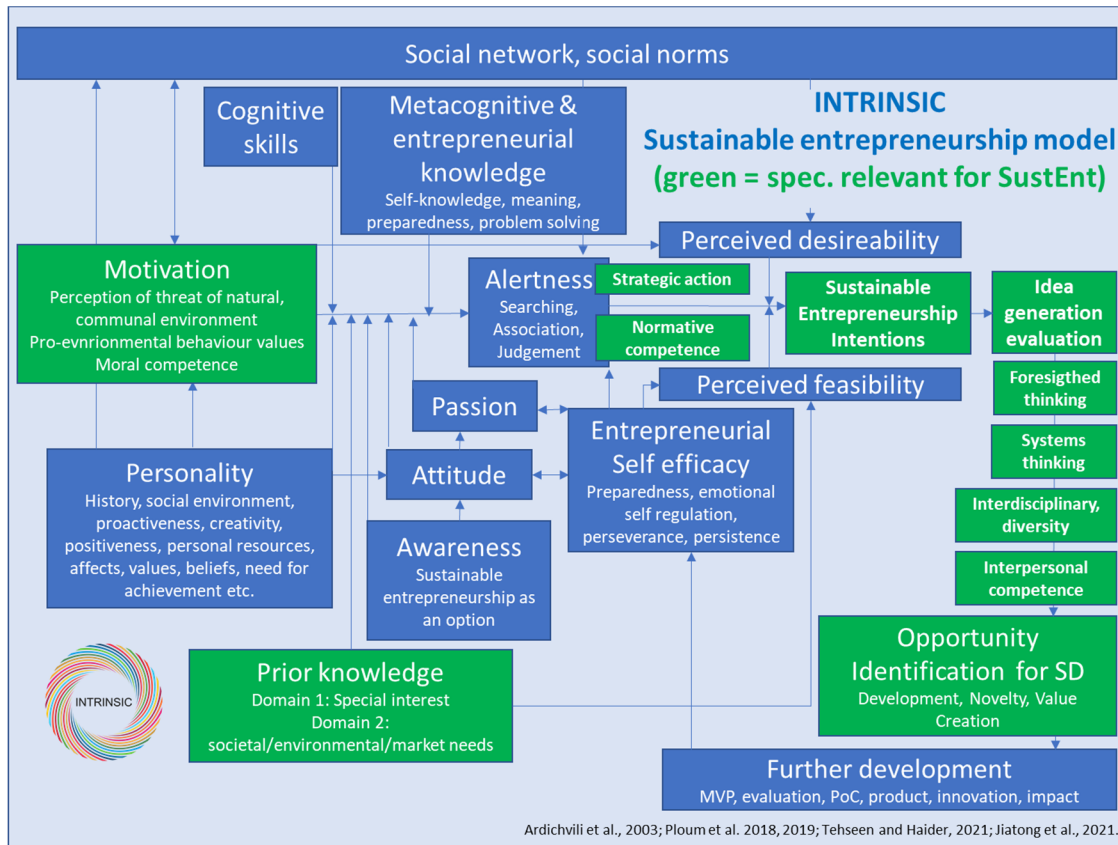 Social network, social norms
Cognitive
skills
Metacognitive &
entrepreneurial
knowledge
Self-knowledge, meaning,
preparedness, problem solving
INTRINSIC
Sustainable entrepreneurship model
(green = spec. relevant for SustEnt)
Perceived desireability
Motivation
Perception of threat of natural,
communal environment
Pro-evnrionmental behaviour values
Moral competence
Alertness
Searching,
Association,
Judgement
Strategic action
Normative
competence
Sustainable
Entrepreneurship
Intentions
Idea
generation
evaluation
Perceived feasibility
Foresigthed
thinking
Passion
Entrepreneurial
Self efficacy
Preparedness, emotional
self regulation,
perseverance, persistence
Systems
thinking
Personality
History, social environment,
proactiveness, creativity,
positiveness, personal resources,
affects, values, beliefs, need for
achievement etc.
Attitude
Interdisciplinary,
diversity
Awareness
Sustainable
entrepreneurship as
an option
Interpersonal
competence
Opportunity
Identification for SD
Development, Novelty, Value
Creation
INTRINSIC
Prior knowledge
Domain 1: Special interest
Domain 2:
societal/environmental/market needs
Further development
MVP, evaluation, PoC, product, innovation, impact
Ardichvili et al., 2003; Ploum et al. 2018, 2019; Tehseen and Haider, 2021; Jiatong et al., 2021.